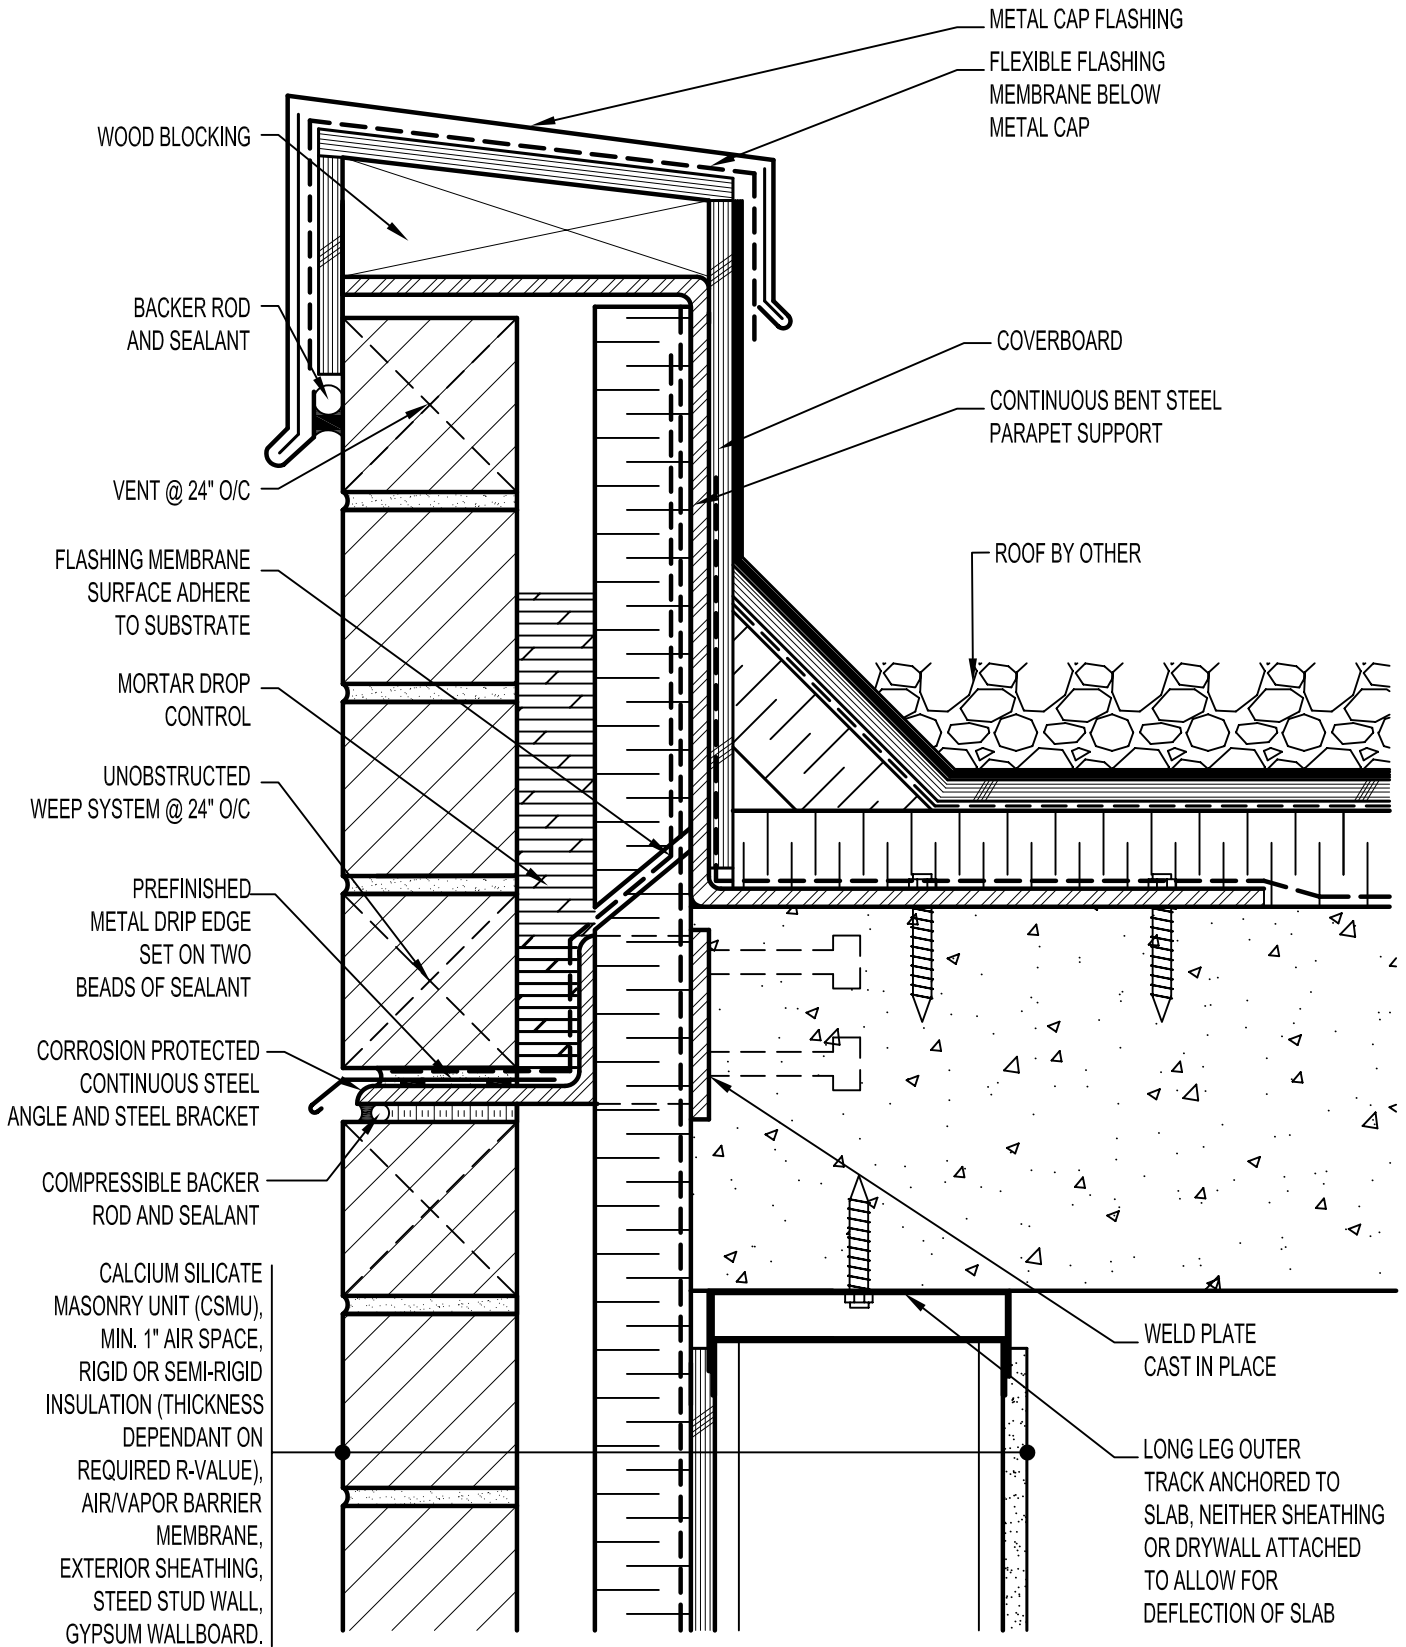 METAL CAP FLASHING
FLEXIBLE FLASHING
MEMBRANE BELOW
METAL CAP
WOOD BLOCKING
BACKER ROD
AND SEALANT
COVERBOARD
CONTINUOUS BENT STEEL
PARAPET SUPPORT
VENT @ 24" O/C
ROOF BY OTHER
FLASHING MEMBRANE
SURFACE ADHERE
TO SUBSTRATE
MORTAR DROP
CONTROL
UNOBSTRUCTED
WEEP SYSTEM @ 24" O/C
PREFINISHED
METAL DRIP EDGE
SET ON TWO
BEADS OF SEALANT
CORROSION PROTECTED
CONTINUOUS STEEL
ANGLE AND STEEL BRACKET
COMPRESSIBLE BACKER
ROD AND SEALANT
CALCIUM SILICATE
MASONRY UNIT (CSMU),
MIN. 1" AIR SPACE,
RIGID OR SEMI-RIGID
INSULATION (THICKNESS
DEPENDANT ON
REQUIRED R-VALUE),
AIR/VAPOR BARRIER
MEMBRANE,
EXTERIOR SHEATHING,
STEED STUD WALL,
GYPSUM WALLBOARD.
WELD PLATE
CAST IN PLACE
LONG LEG OUTER
TRACK ANCHORED TO
SLAB, NEITHER SHEATHING
OR DRYWALL ATTACHED
TO ALLOW FOR
DEFLECTION OF SLAB